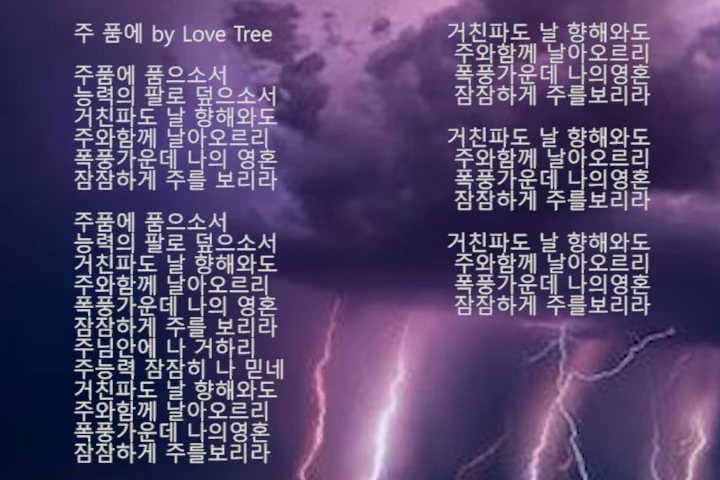 주 품에 by Love Tree
주품에 품으소서
능력의 팔로 덮으소서
거친파도 날 향해와도
주와함께 날아오르리
폭풍가운데 나의 영혼
잠잠하게 주를 보리라
주품에 품으소서
능력의 팔로 덮으소서
거친파도 날 향해와도
주와함께 날아오르리
폭풍가운데 나의 영혼
잠잠하게 주를 보리라
주님안에 나 거하리
주능력 잠잠히 나 믿네
거친파도 날 향해와도
주와함께 날아오르리
폭풍가운데 나의영혼
잠잠하게 주를보리라
거친파도 날 향해와도
주와함께 날아오르리
폭풍가운데 나의영혼
잠잠하게 주를보리라
거친파도 날 향해와도
주와함께 날아오르리
폭풍가운데 나의영혼
잠잠하게 주를보리라
거친파도 날 향해와도
주와함께 날아오르리
폭풍가운데 나의영혼
잠잠하게 주를보리라